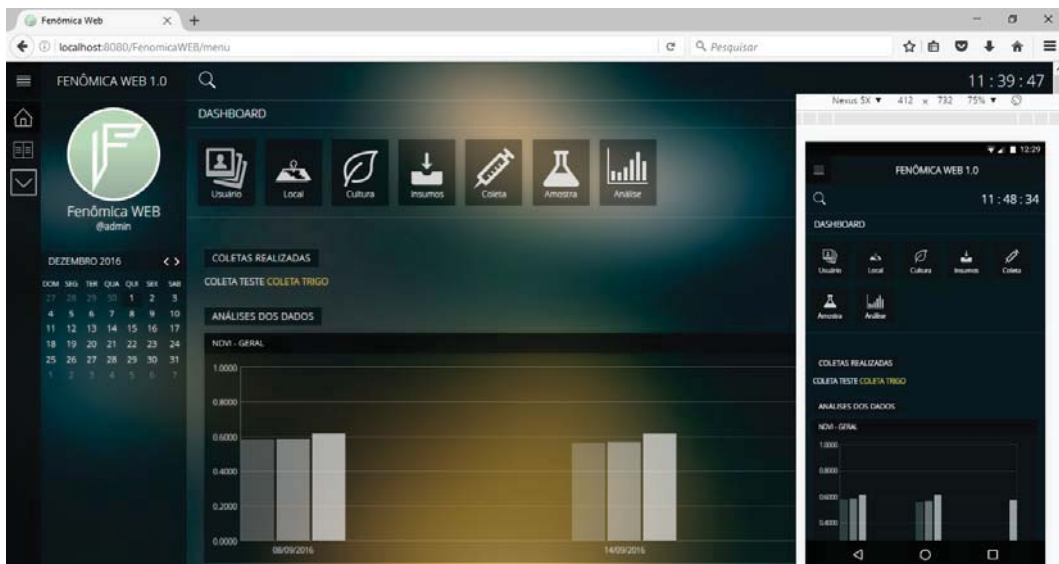 Fenômica Web
localhost:8080/FenomicaWEB/menu
Pesquisar
FENÔMICA WEB 1.0
11 : 39 : 47
DASHBOARD
Usuário
Local
Cultura
Insumos
Coleta
Amostra
Análise
Fenômica WEB
@admin
DEZEMBRO 2016 < >
DOM SEG TER QUA QUI SEX SAB
27 28 29 30 1 2 3
4 5 6 7 8 9 10
11 12 13 14 15 16 17
18 19 20 21 22 23 24
25 26 27 28 29 30 31
1 2 3 4 5 6 7
COLETAS REALIZADAS
COLETA TESTE COLETA TRIGO
ANÁLISES DOS DADOS
NDVI - GERAL
1.0000
0.8000
0.6000
0.4000
0.2000
0.0000
08/09/2016
14/09/2016
Nexus 5X ▼ 412 x 732 75% ▼
12:29
FENÔMICA WEB 1.0
11 : 48 : 34
DASHBOARD
Usuário
Local
Cultura
Insumos
Coleta
Amostra
Análise
COLETAS REALIZADAS
COLETA TESTE COLETA TRIGO
ANÁLISES DOS DADOS
NDVI - GERAL
1.0000
0.8000
0.6000
0.4000